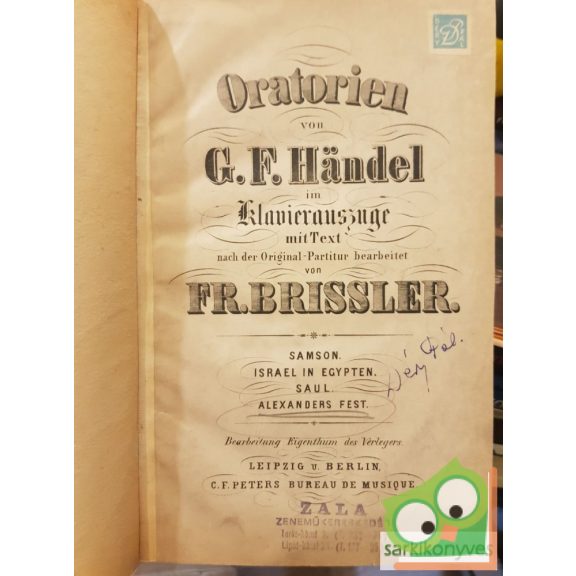 Oratorien
von
G. F. Händel
im
Klavierauszuge
mit Text
nach der Original-Partitur bearbeitet
von
FR. BRISSLER.
SAMSON.
ISRAEL IN EGYPTEN.
SAUL.
ALEXANDERS FEST.
Bearbeitung Eigenthum des Verlegers.
LEIPZIG u. BERLIN,
C. F. PETERS BUREAU DE MUSIQUE
ZALA
ZENEMŰ
sarkikonyves